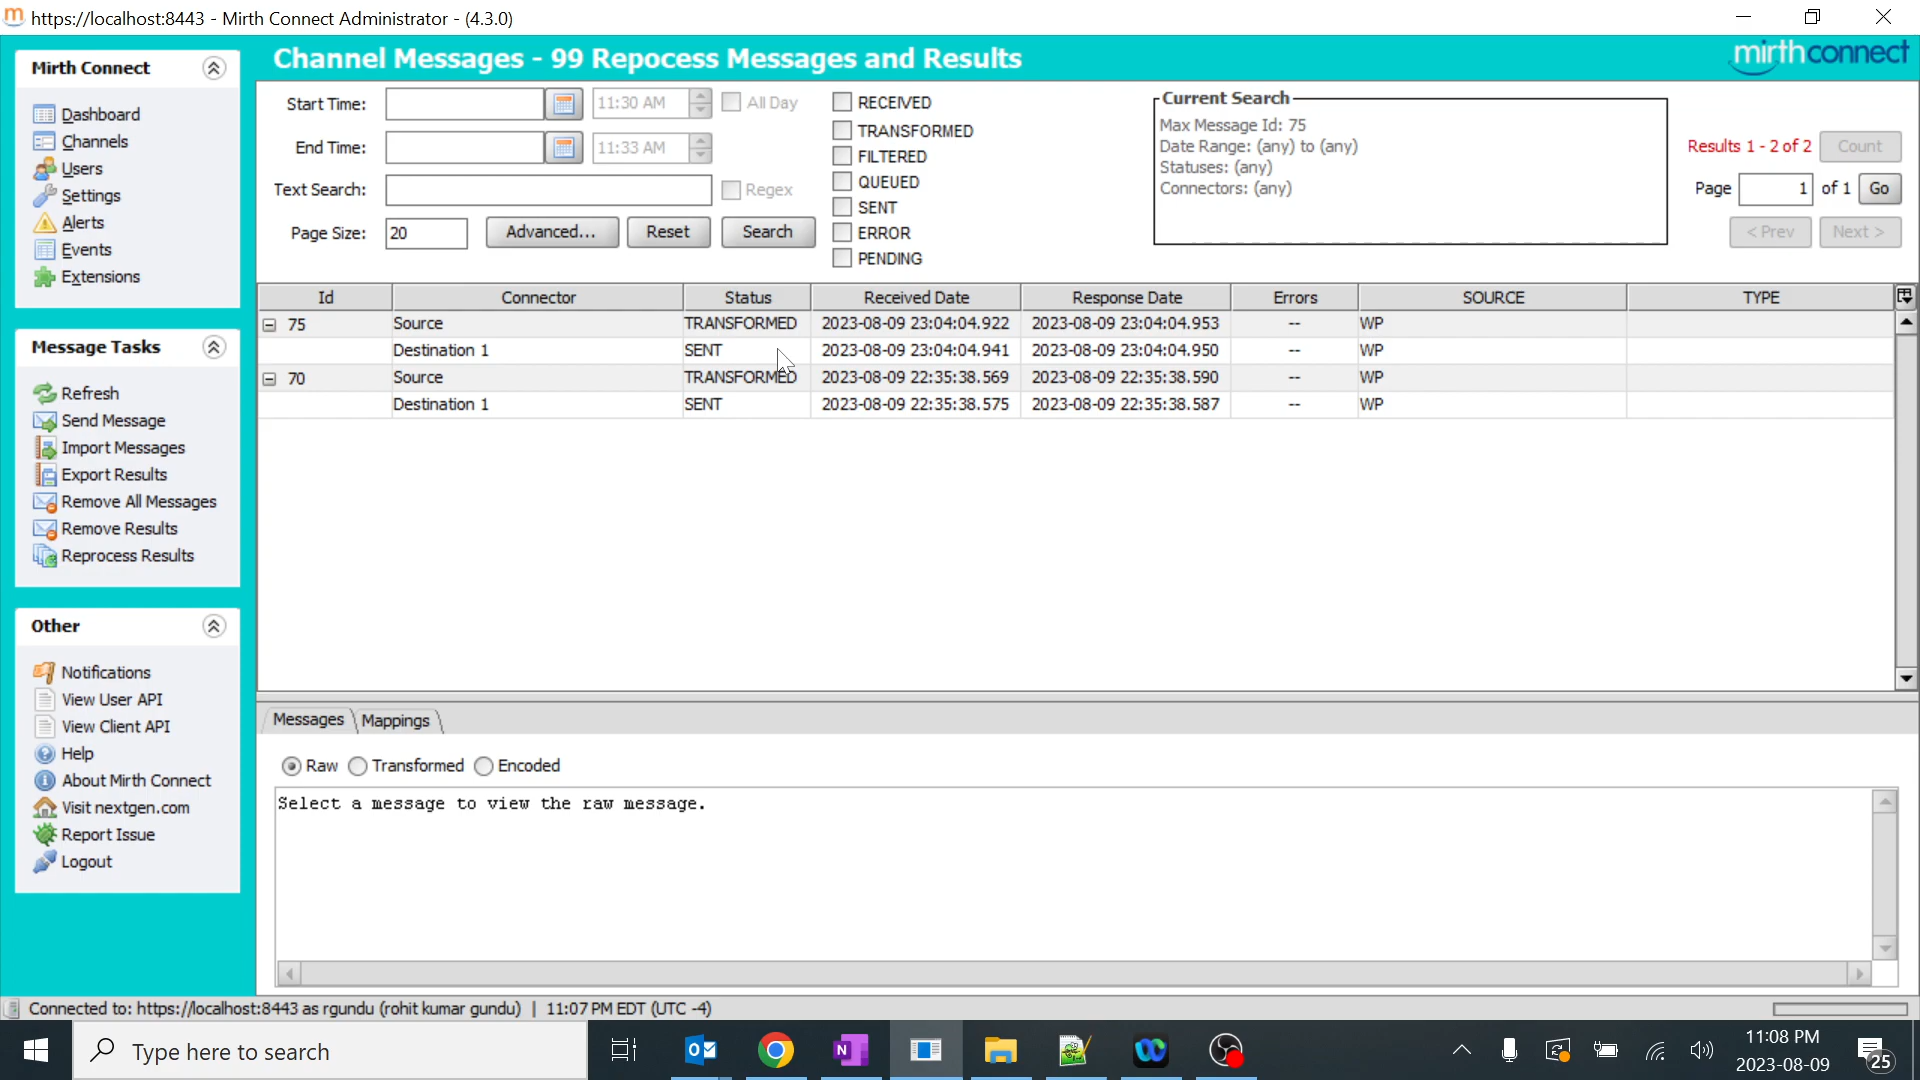 https://localhost:8443 - Mirth Connect Administrator - (4.3.0)
Channel Messages - 99 Repocess Messages and Results
mirthconnect
Mirth Connect
Dashboard
Channels
Users
Settings
Alerts
Events
Extensions
Message Tasks
Refresh
Send Message
Import Messages
Export Results
Remove All Messages
Remove Results
Reprocess Results
Other
Notifications
View User API
View Client API
Help
About Mirth Connect
Visit nextgen.com
Report Issue
Logout
Start Time: 11:30 AM All Day
End Time: 11:33 AM
Text Search: Regex
Page Size: 20 Advanced... Reset Search
RECEIVED
TRANSFORMED
FILTERED
QUEUED
SENT
ERROR
PENDING
Current Search
Max Message Id: 75
Date Range: (any) to (any)
Statuses: (any)
Connectors: (any)
Results 1 - 2 of 2 Count
Page 1 of 1 Go
< Prev Next >
Id Connector Status Received Date Response Date Errors SOURCE TYPE
75 Source TRANSFORMED 2023-08-09 23:04:04.922 2023-08-09 23:04:04.953 -- WP
Destination 1 SENT 2023-08-09 23:04:04.941 2023-08-09 23:04:04.950 -- WP
70 Source TRANSFORMED 2023-08-09 22:35:38.569 2023-08-09 22:35:38.590 -- WP
Destination 1 SENT 2023-08-09 22:35:38.575 2023-08-09 22:35:38.587 -- WP
Messages Mappings
Raw Transformed Encoded
Select a message to view the raw message.
Connected to: https://localhost:8443 as rgundu (rohit kumar gundu) | 11:07 PM EDT (UTC -4)
Type here to search
11:08 PM
2023-08-09
25